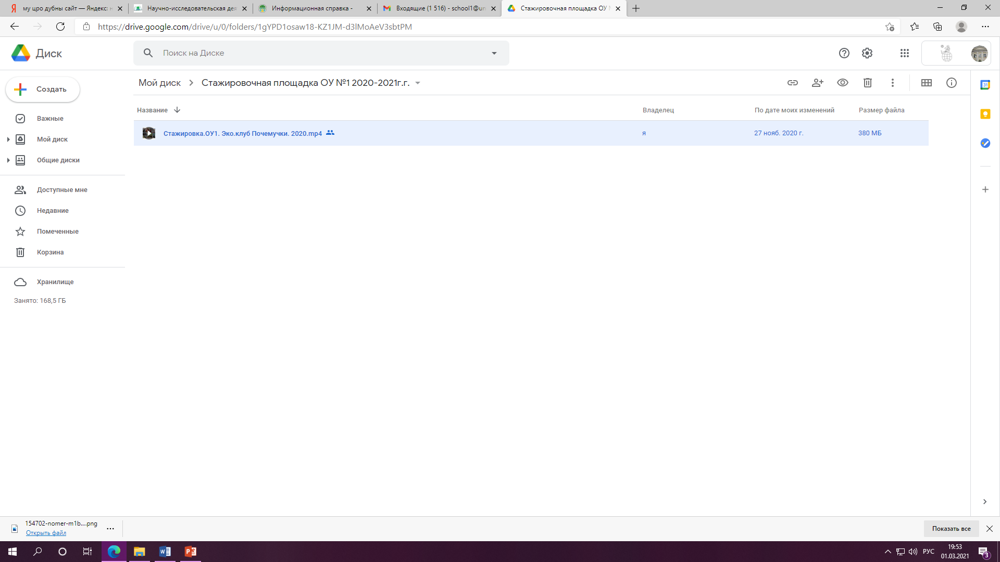 му цро дубны сайт — Яндекс: н
Научно-исследовательская дея
Информационная справка -
Входящие (1 516) - school1@un
Стажировочная площадка ОУ №
https://drive.google.com/drive/u/0/folders/1gYPD1osaw18-KZ1JM-d3lMoAeV3sbtPM
Диск
Поиск на Диске
Создать
Мой диск > Стажировочная площадка ОУ №1 2020-2021г.г.
Название
Владелец
По дате моих изменений
Размер файла
Стажировка.ОУ1. Эко.клуб Почемучки. 2020.mp4
я
27 нояб. 2020 г.
380 МБ
Важные
Мой диск
Общие диски
Доступные мне
Недавние
Помеченные
Корзина
Хранилище
Занято: 168,5 ГБ
31
154702-nomer-m1b....png
Открыть файл
Показать все
РУС
19:53
01.03.2021
3